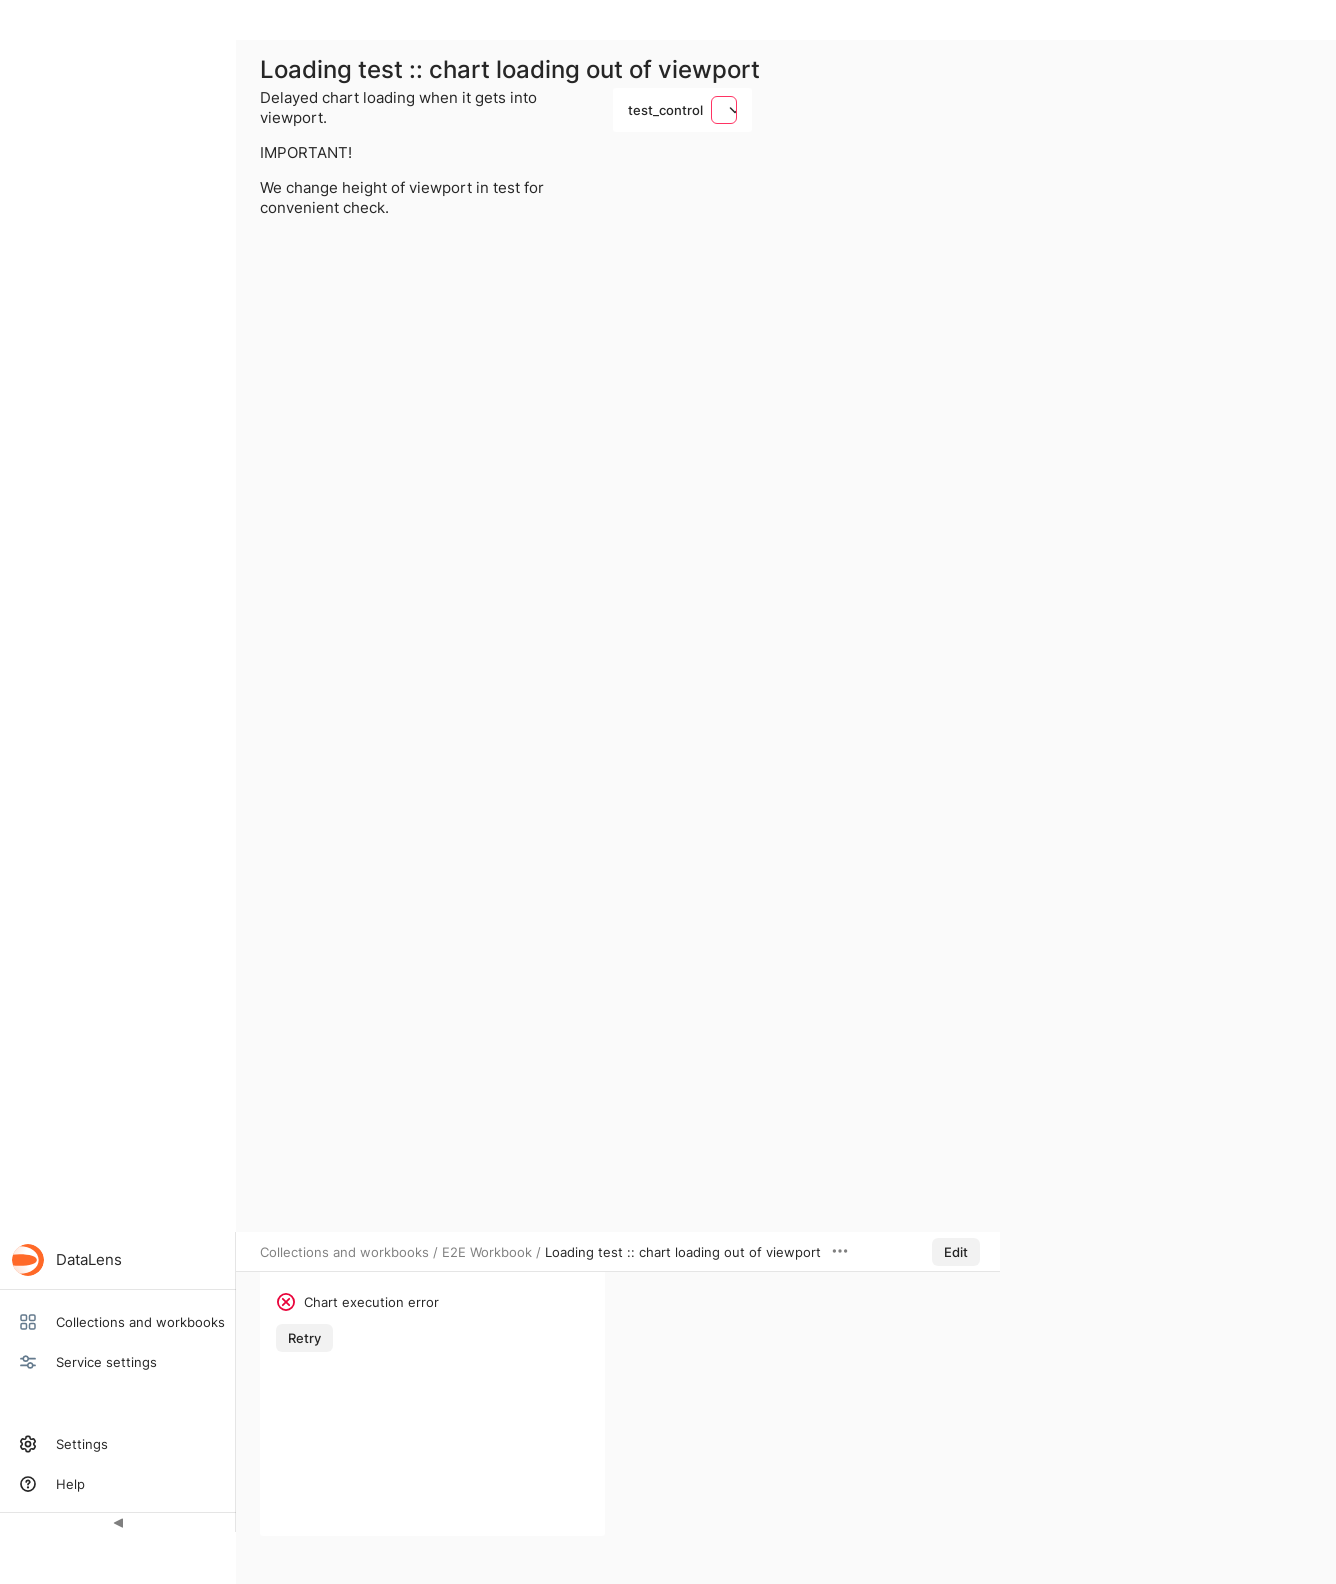 Loading test :: chart loading out of viewport
Delayed chart loading when it gets into
viewport.
IMPORTANT!
We change height of viewport in test for
convenient check.
test_control
DataLens
Collections and workbooks
Service settings
Settings
Help
Collections and workbooks / E2E Workbook / Loading test :: chart loading out of viewport
Edit
Chart execution error
Retry